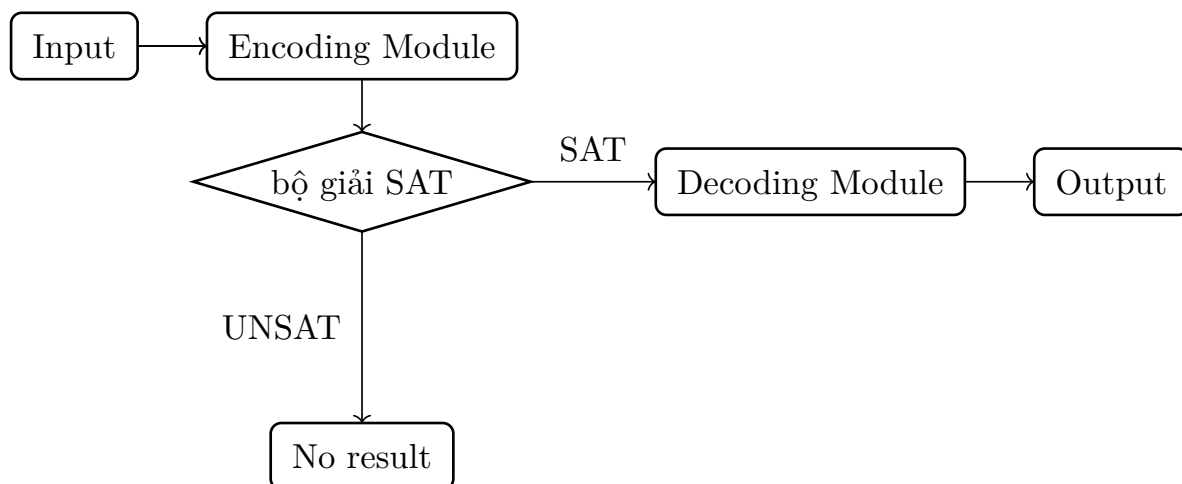 Input
Encoding Module
bộ giải SAT
SAT
Decoding Module
Output
UNSAT
No result